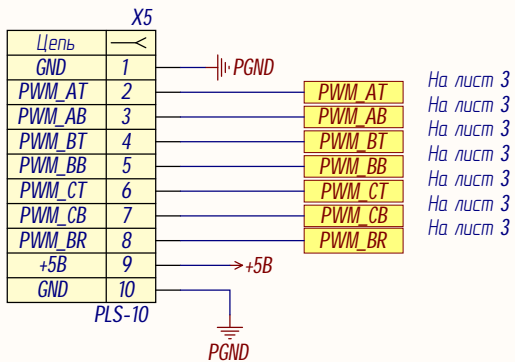 X5
Цепь
GND 1 PGND
PWM_AT 2 PWM_AT На лист 3
PWM_AB 3 PWM_AB На лист 3
PWM_BT 4 PWM_BT На лист 3
PWM_BB 5 PWM_BB На лист 3
PWM_CT 6 PWM_CT На лист 3
PWM_CB 7 PWM_CB На лист 3
PWM_BR 8 PWM_BR На лист 3
+5В 9 +5В
GND 10
PLS-10
PGND